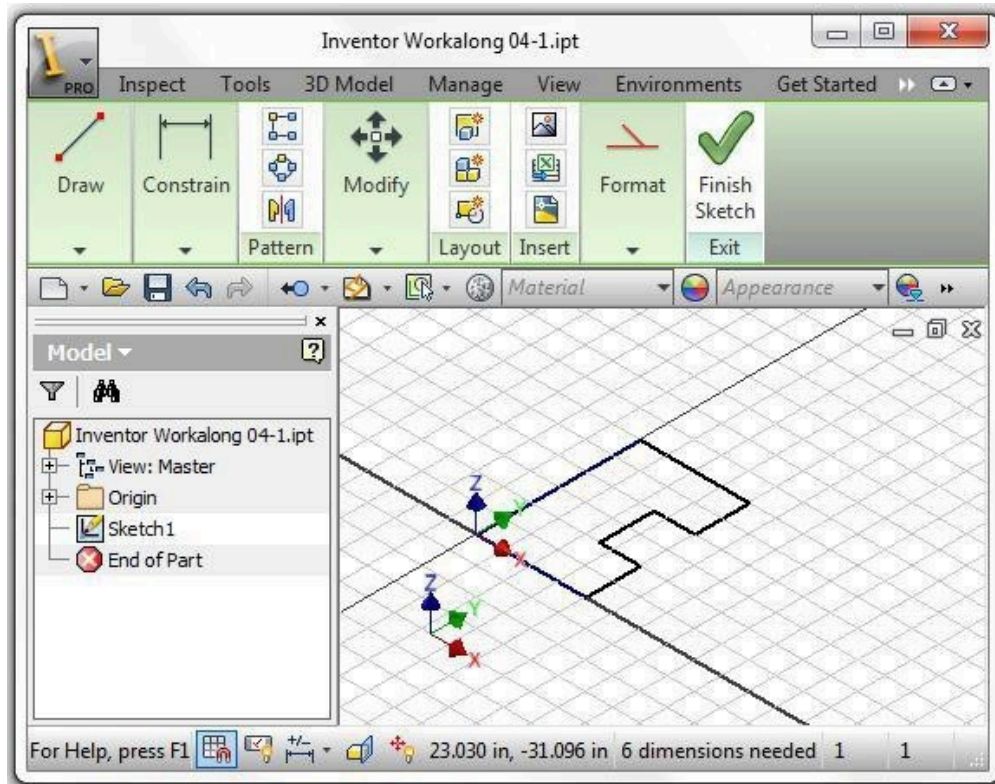 Inventor Workalong 04-1.ipt
PRO Inspect Tools 3D Model Manage View Environments Get Started
Draw Constrain Modify Format Finish Sketch
Pattern Layout Insert Exit
Material Appearance
Model
Inventor Workalong 04-1.ipt
View: Master
Origin
Sketch1
End of Part
Z
Y
X
Z
Y
X
For Help, press F1 +/- 23.030 in, -31.096 in 6 dimensions needed 1 1